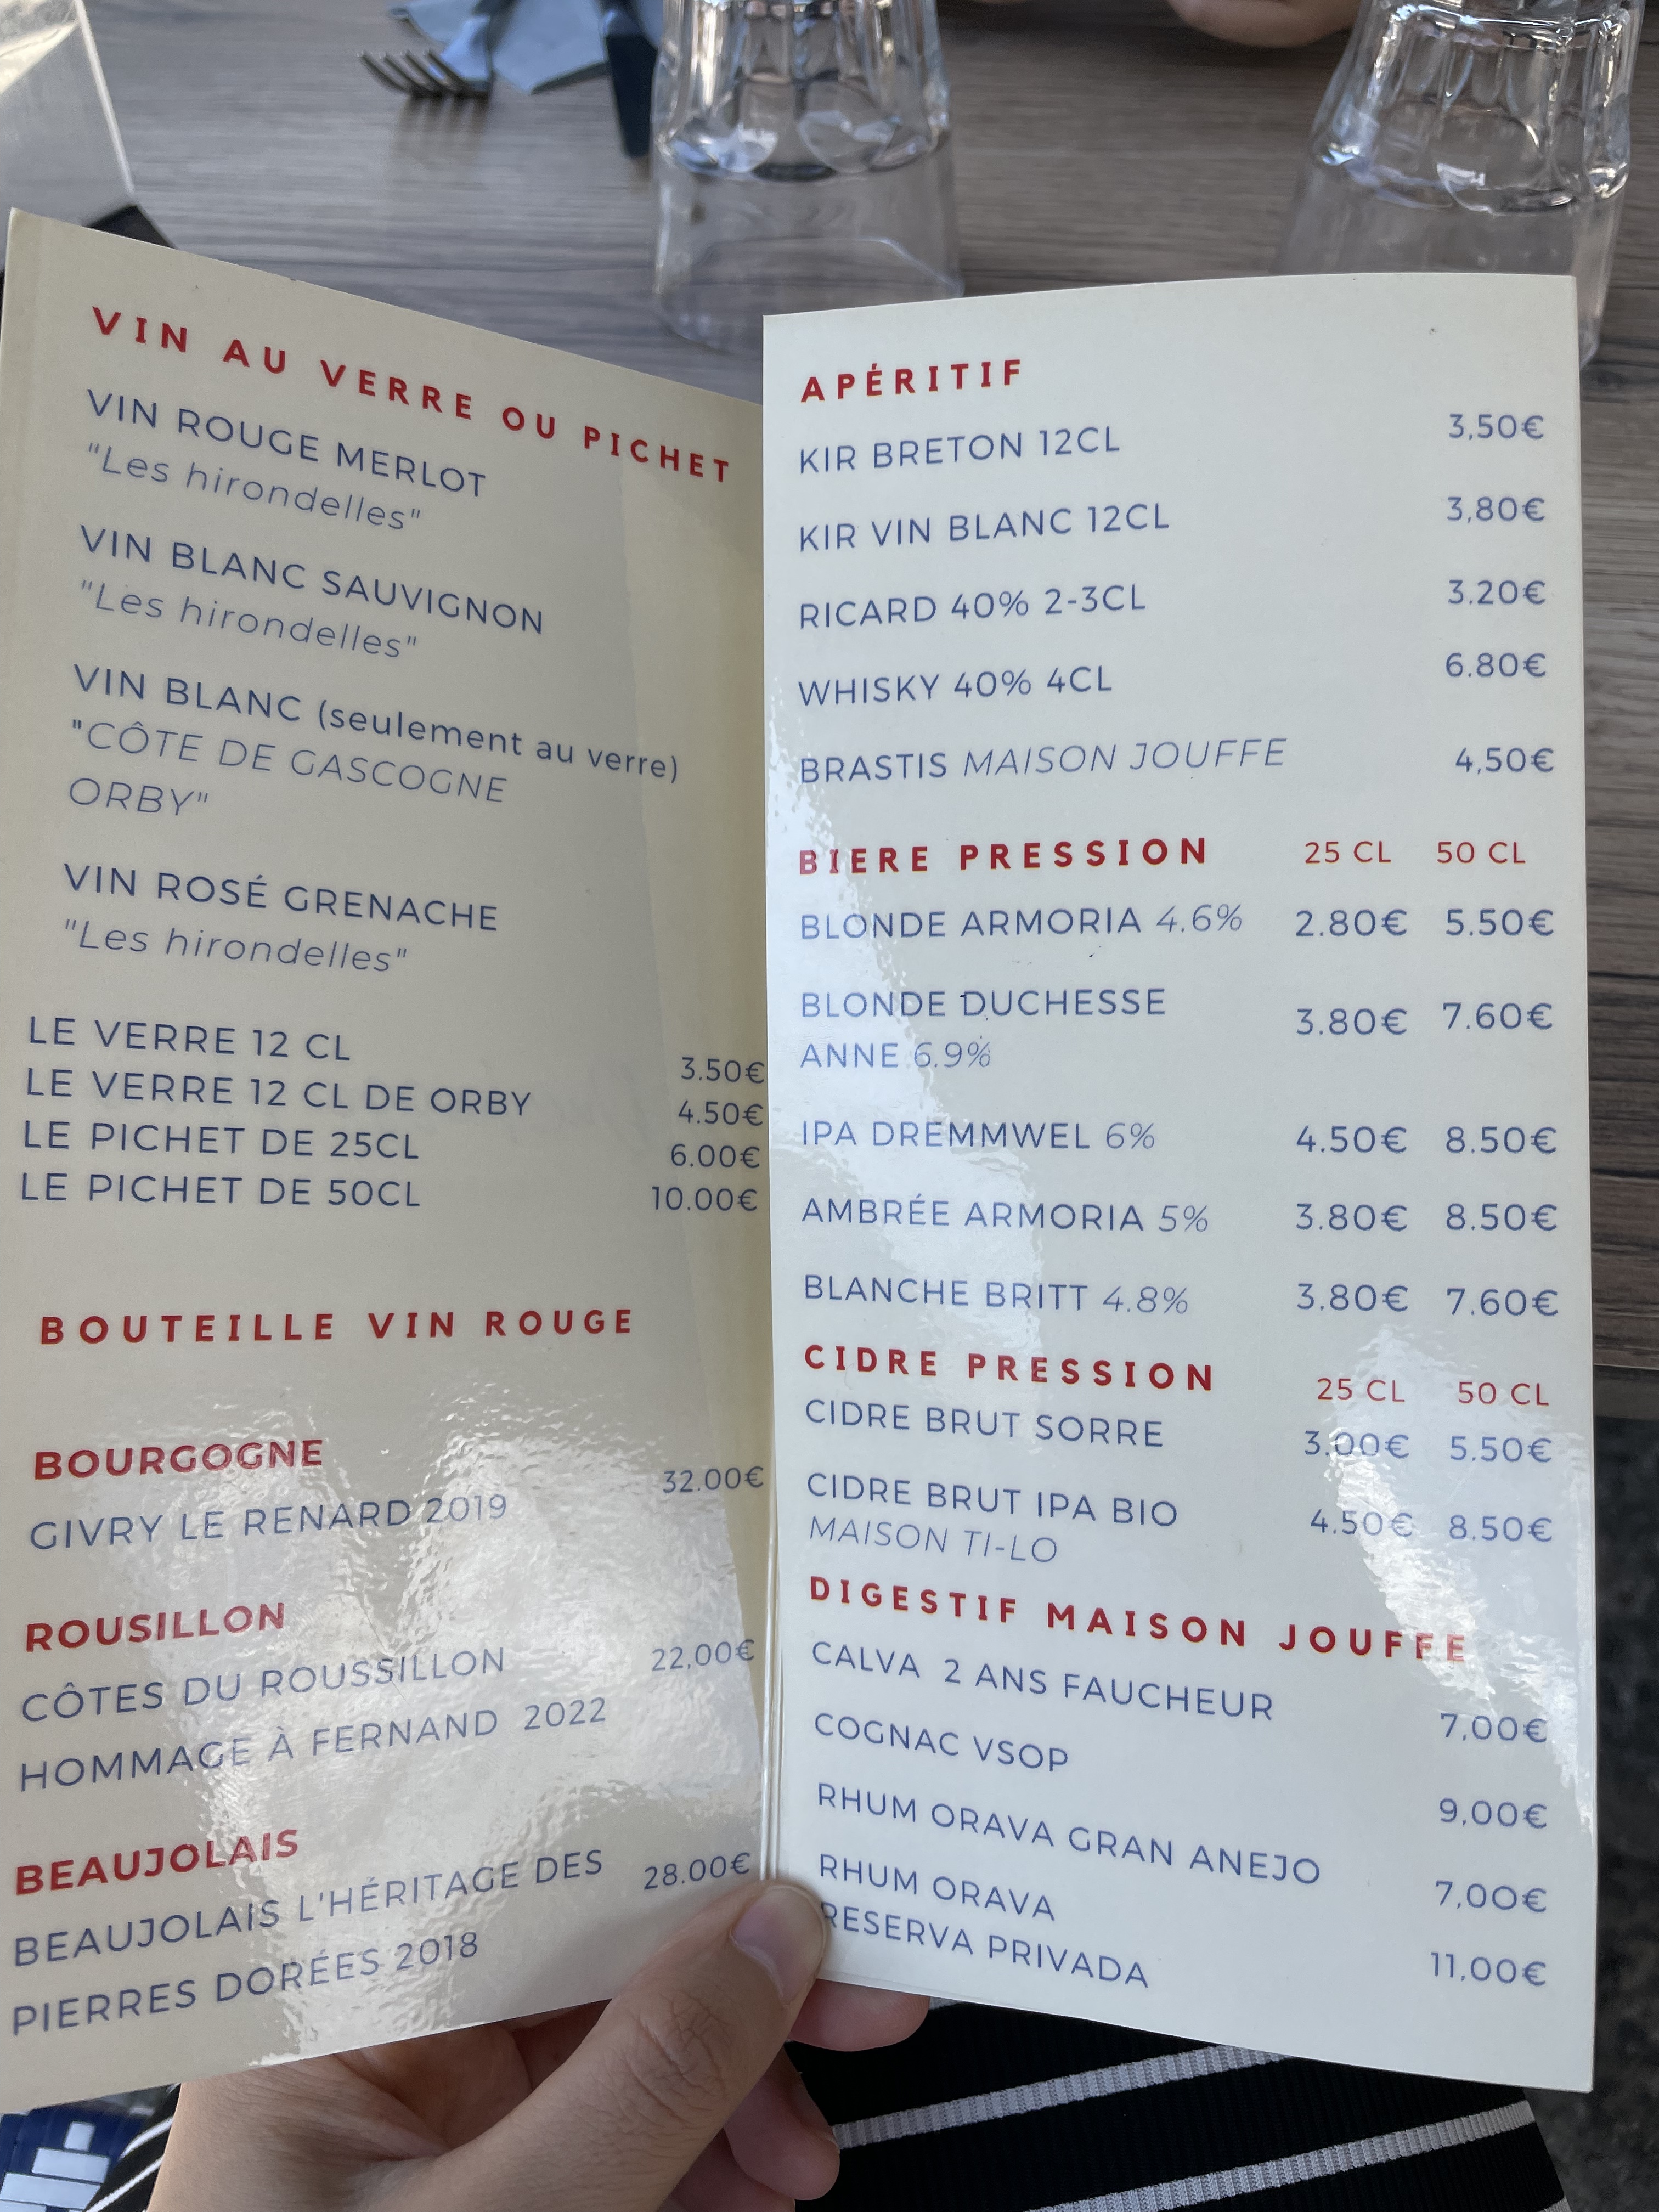 VIN AU VERRE OU PICHET
VIN ROUGE MERLOT
"Les hirondelles"
VIN BLANC SAUVIGNON
"Les hirondelles"
VIN BLANC (seulement au verre)
"CÔTE DE GASCOGNE
ORBY"
VIN ROSÉ GRENACHE
"Les hirondelles"
LE VERRE 12 CL 3.50€
LE VERRE 12 CL DE ORBY 4.50€
LE PICHET DE 25CL 6.00€
LE PICHET DE 50CL 10.00€
BOUTEILLE VIN ROUGE
BOURGOGNE
GIVRY LE RENARD 2019 32.00€
ROUSILLON
CÔTES DU ROUSSILLON 22,00€
HOMMAGE À FERNAND 2022
BEAUJOLAIS
BEAUJOLAIS L'HÉRITAGE DES 28.00€
PIERRES DORÉES 2018
APÉRITIF
KIR BRETON 12CL 3,50€
KIR VIN BLANC 12CL 3,80€
RICARD 40% 2-3CL 3.20€
WHISKY 40% 4CL 6.80€
BRASTIS MAISON JOUFFE 4,50€
BIERE PRESSION 25 CL 50 CL
BLONDE ARMORIA 4.6% 2.80€ 5.50€
BLONDE DUCHESSE 3.80€ 7.60€
ANNE 6.9%
IPA DREMMWEL 6% 4.50€ 8.50€
AMBRÉE ARMORIA 5% 3.80€ 8.50€
BLANCHE BRITT 4.8% 3.80€ 7.60€
CIDRE PRESSION 25 CL 50 CL
CIDRE BRUT SORRE 3.00€ 5.50€
CIDRE BRUT IPA BIO 4.50€ 8.50€
MAISON TI-LO
DIGESTIF MAISON JOUFFE
CALVA 2 ANS FAUCHEUR 7,00€
COGNAC VSOP 9,00€
RHUM ORAVA GRAN ANEJO 7,00€
RHUM ORAVA
RESERVA PRIVADA 11,00€